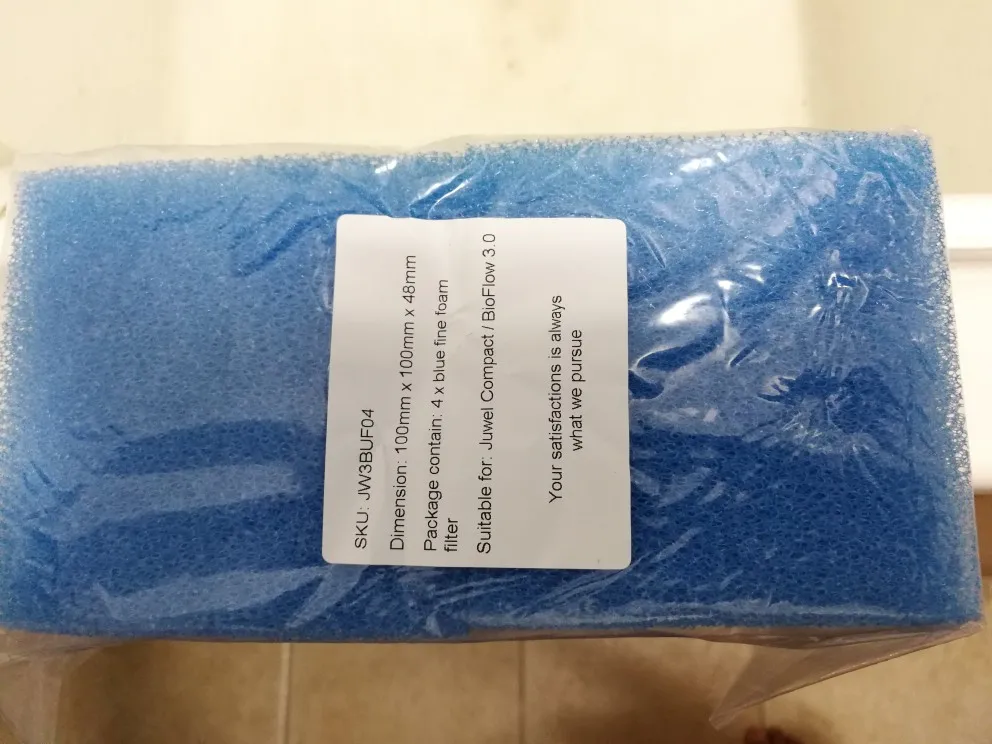 SKU: JW3BUF04
Dimension: 100mm x 100mm x 48mm
Package contain: 4 x blue fine foam
filter
Suitable for: Juwel Compact / BioFlow 3.0
Your satisfactions is always
what we pursue